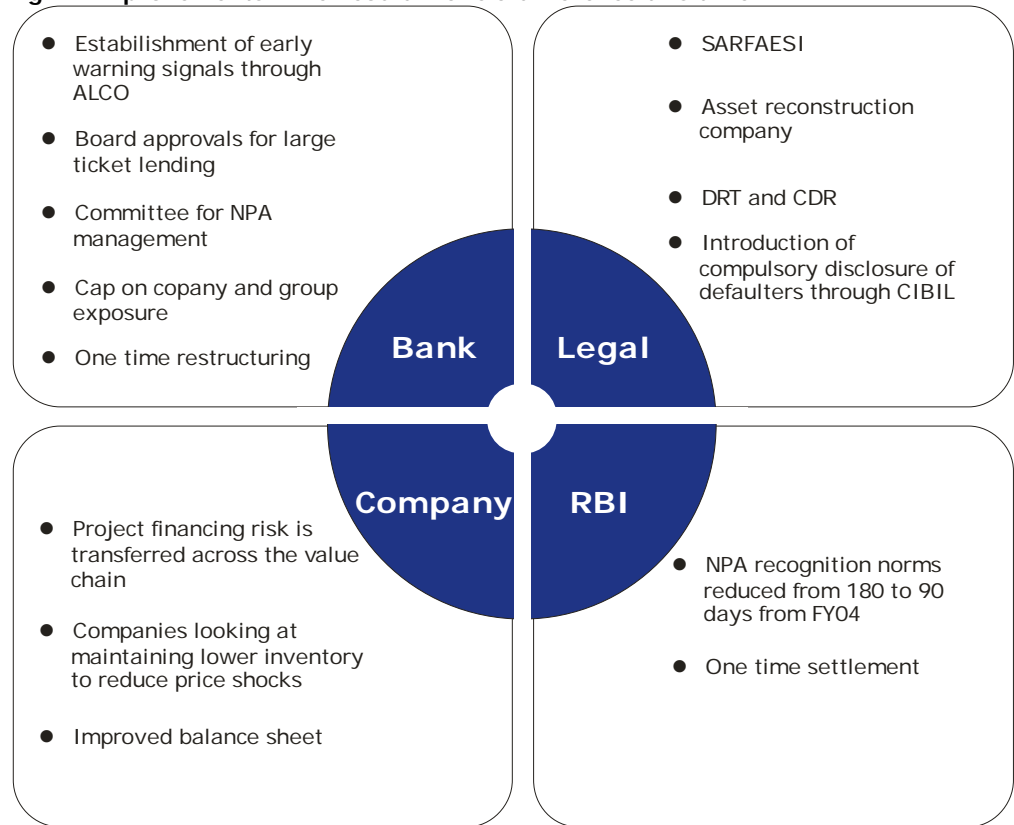 ● Estabilishment of early
warning signals through
ALCO
● Board approvals for large
ticket lending
● Committee for NPA
management
● Cap on copany and group
exposure
● One time restructuring
● SARFAESI
● Asset reconstruction
company
● DRT and CDR
● Introduction of
compulsory disclosure of
defaulters through CIBIL
Bank
Legal
Company
RBI
● Project financing risk is
transferred across the value
chain
● Companies looking at
maintaining lower inventory
to reduce price shocks
● Improved balance sheet
● NPA recognition norms
reduced from 180 to 90
days from FY04
● One time settlement